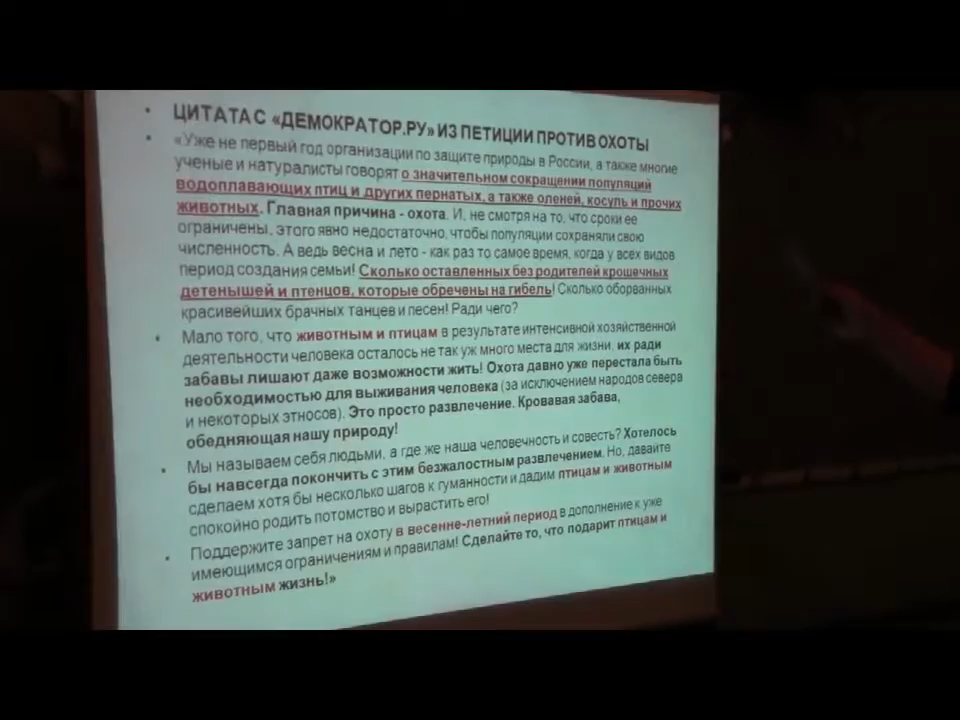 • ЦИТАТА С «ДЕМОКРАТОР.РУ» ИЗ ПЕТИЦИИ ПРОТИВ ОХОТЫ
• «Уже не первый год организации по защите природы в России, а также многие
ученые и натуралисты говорят о значительном сокращении популяций
водоплавающих птиц и других пернатых, а также оленей, косуль и прочих
животных. Главная причина - охота. И, не смотря на то, что сроки ее
ограничены, этого явно недостаточно, чтобы популяции сохраняли свою
численность. А ведь весна и лето - как раз то самое время, когда у всех видов
период создания семьи! Сколько оставленных без родителей крошечных
детенышей и птенцов, которые обречены на гибель! Сколько оборванных
красивейших брачных танцев и песен! Ради чего?
• Мало того, что животным и птицам в результате интенсивной хозяйственной
деятельности человека осталось не так уж много места для жизни, их ради
забавы лишают даже возможности жить! Охота давно уже перестала быть
необходимостью для выживания человека (за исключением народов севера
и некоторых этносов). Это просто развлечение. Кровавая забава,
обедняющая нашу природу!
• Мы называем себя людьми, а где же наша человечность и совесть? Хотелось
бы навсегда покончить с этим безжалостным развлечением. Но, давайте
сделаем хотя бы несколько шагов к гуманности и дадим птицам и животным
спокойно родить потомство и вырастить его!
• Поддержите запрет на охоту в весенне-летний период в дополнение к уже
имеющимся ограничениям и правилам! Сделайте то, что подарит птицам и
животным жизнь!»